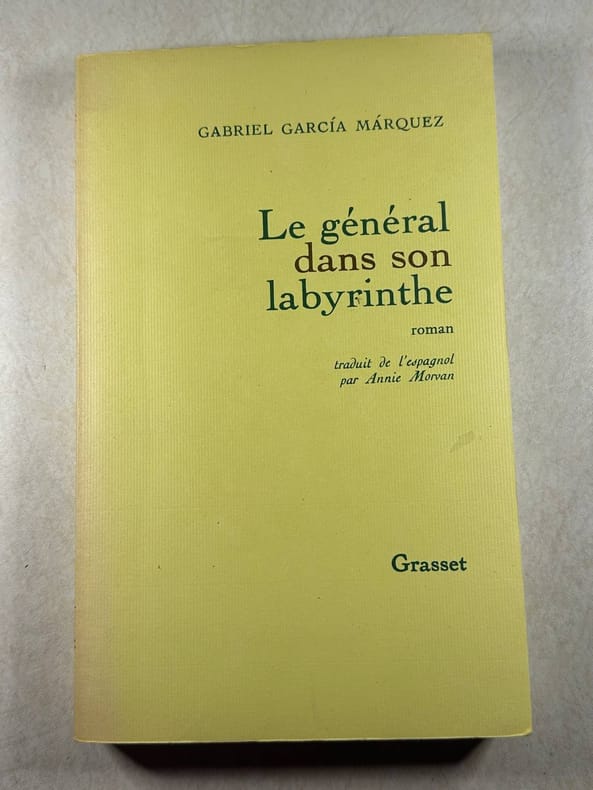 GABRIEL GARCÍA MÁRQUEZ
Le général
dans son
labyrinthe
roman
traduit de l'espagnol
par Annie Morvan
Grasset